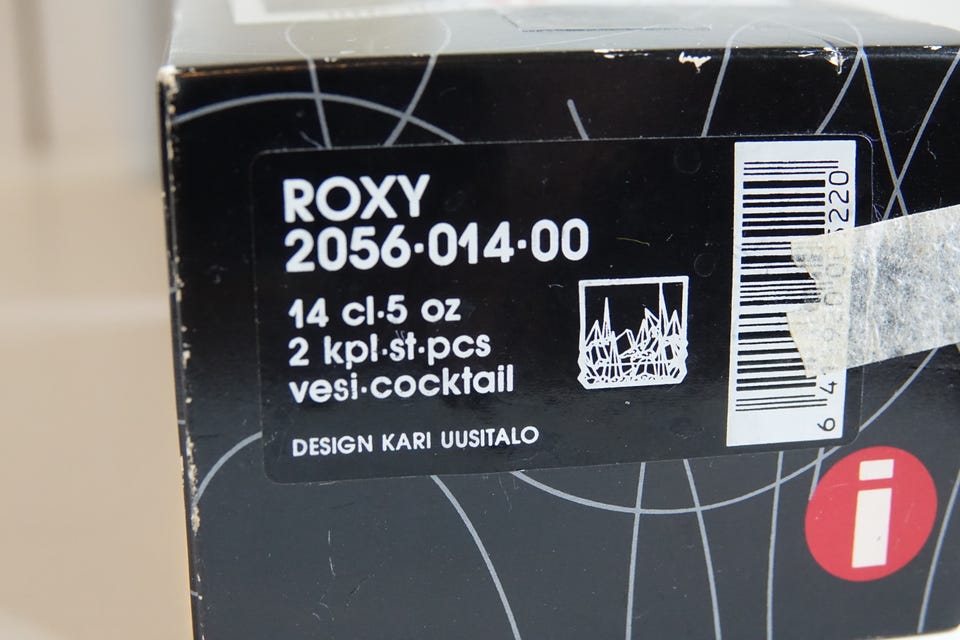 ROXY
2056·014·00
14 cl·5 oz
2 kpl·st·pcs
vesi·cocktail
DESIGN KARI UUSITALO
i